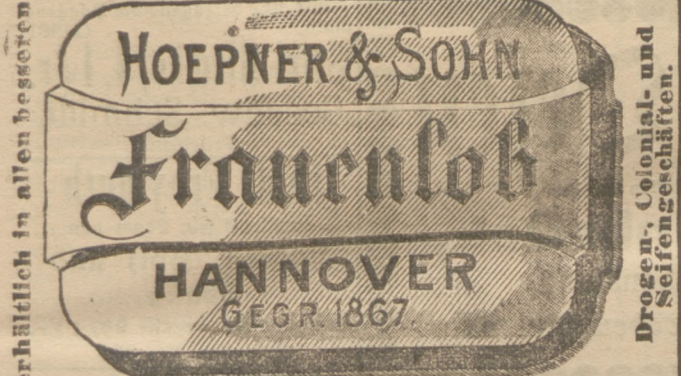 erhältlich in allen besseren
HOEPNER & SOHN
Frauenlob
HANNOVER
GEGR. 1867.
Drogen-, Colonial- und
Seifengeschäften.